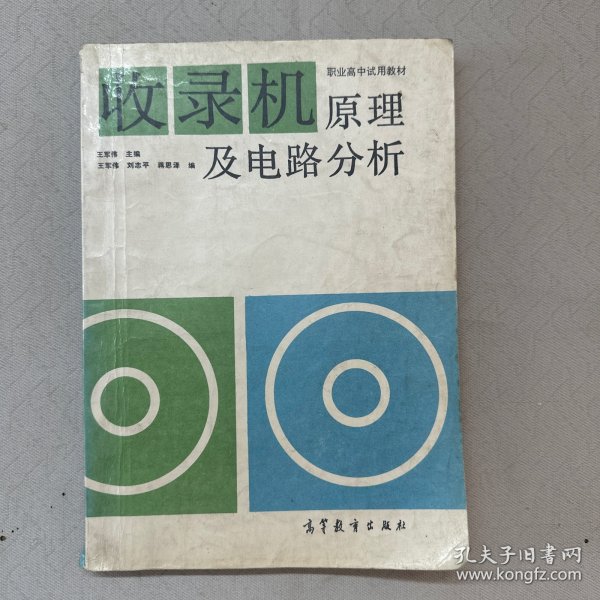 职业高中试用教材
收录机原理
及电路分析
王军伟 主编
王军伟 刘志平 蒋思泽 编
高等教育出版社
孔夫子旧书网
www.kongfz.com